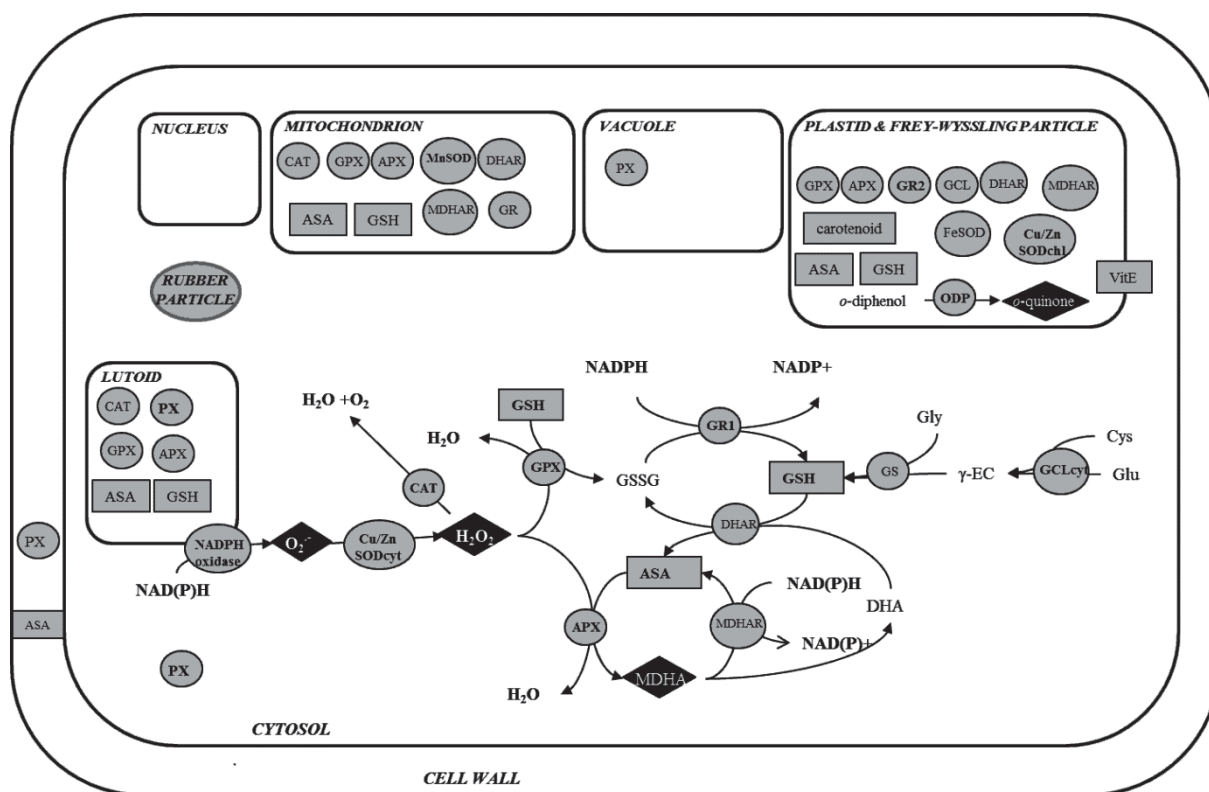 NUCLEUS
MITOCHONDRION
CAT
GPX
APX
MnSOD
DHAR
ASA
GSH
MDHAR
GR
VACUOLE
PX
PLASTID & FREY-WYSSLING PARTICLE
GPX
APX
GR2
GCL
DHAR
MDHAR
carotenoid
FeSOD
Cu/Zn
SODchl
ASA
GSH
VitE
o-diphenol
ODP
o-quinone
RUBBER
PARTICLE
LUTOID
CAT
PX
GPX
APX
ASA
GSH
NADPH
oxidase
NAD(P)H
O₂·⁻
Cu/Zn
SODcyt
H₂O₂
CAT
H₂O +O₂
H₂O
GSH
GPX
GSSG
NADPH
NADP+
GR1
GSH
GS
Gly
γ-EC
GCLcyt
Cys
Glu
DHAR
ASA
NAD(P)H
MDHAR
NAD(P)+
DHA
APX
MDHA
H₂O
PX
ASA
PX
CYTOSOL
CELL WALL